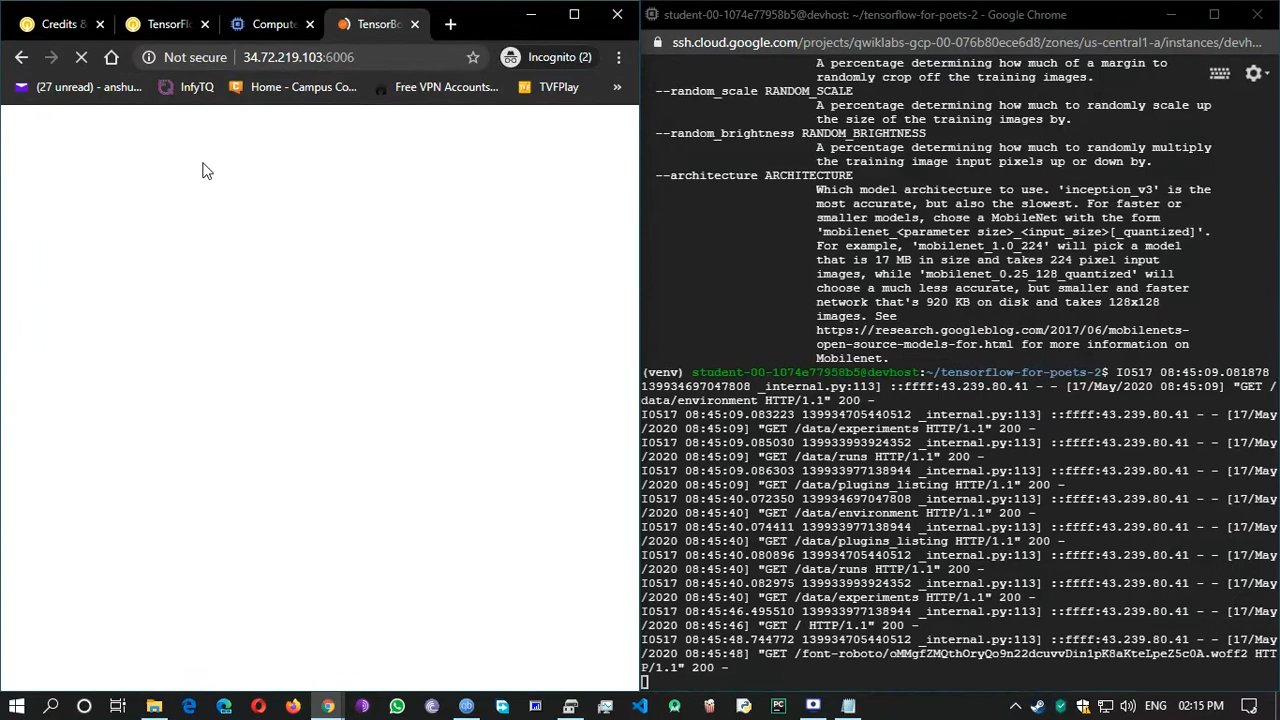 Credits &
TensorFl
Compute
TensorBo
student-00-1074e77958b5@devhost: ~/tensorflow-for-poets-2 - Google Chrome
Not secure
34.72.219.103:6006
Incognito (2)
ssh.cloud.google.com/projects/qwiklabs-gcp-00-076b80ece6d8/zones/us-central1-a/instances/devh...
(27 unread) - anshu...
InfyTQ
Home - Campus Co...
Free VPN Accounts...
TVFPlay
»
A percentage determining how much of a margin to
randomly crop off the training images.
--random_scale RANDOM_SCALE
A percentage determining how much to randomly scale up
the size of the training images by.
--random_brightness RANDOM_BRIGHTNESS
A percentage determining how much to randomly multiply
the training image input pixels up or down by.
--architecture ARCHITECTURE
Which model architecture to use. 'inception_v3' is the
most accurate, but also the slowest. For faster or
smaller models, chose a MobileNet with the form
'mobilenet_<parameter size>_<input_size>[_quantized]'.
For example, 'mobilenet_1.0_224' will pick a model
that is 17 MB in size and takes 224 pixel input
images, while 'mobilenet_0.25_128_quantized' will
choose a much less accurate, but smaller and faster
network that's 920 KB on disk and takes 128x128
images. See
https://research.googleblog.com/2017/06/mobilenets-
open-source-models-for.html for more information on
Mobilenet.
(venv) student-00-1074e77958b5@devhost:~/tensorflow-for-poets-2$ I0517 08:45:09.081878
139934697047808 _internal.py:113] ::ffff:43.239.80.41 - - [17/May/2020 08:45:09] "GET /
data/environment HTTP/1.1" 200 -
I0517 08:45:09.083223 139934705440512 _internal.py:113] ::ffff:43.239.80.41 - - [17/May
/2020 08:45:09] "GET /data/experiments HTTP/1.1" 200 -
I0517 08:45:09.085030 139933993924352 _internal.py:113] ::ffff:43.239.80.41 - - [17/May
/2020 08:45:09] "GET /data/runs HTTP/1.1" 200 -
I0517 08:45:09.086303 139933977138944 _internal.py:113] ::ffff:43.239.80.41 - - [17/May
/2020 08:45:09] "GET /data/plugins_listing HTTP/1.1" 200 -
I0517 08:45:40.072350 139934697047808 _internal.py:113] ::ffff:43.239.80.41 - - [17/May
/2020 08:45:40] "GET /data/environment HTTP/1.1" 200 -
I0517 08:45:40.074411 139933977138944 _internal.py:113] ::ffff:43.239.80.41 - - [17/May
/2020 08:45:40] "GET /data/plugins_listing HTTP/1.1" 200 -
I0517 08:45:40.080896 139934705440512 _internal.py:113] ::ffff:43.239.80.41 - - [17/May
/2020 08:45:40] "GET /data/runs HTTP/1.1" 200 -
I0517 08:45:40.082975 139933993924352 _internal.py:113] ::ffff:43.239.80.41 - - [17/May
/2020 08:45:40] "GET /data/experiments HTTP/1.1" 200 -
I0517 08:45:46.495510 139933977138944 _internal.py:113] ::ffff:43.239.80.41 - - [17/May
/2020 08:45:46] "GET / HTTP/1.1" 200 -
I0517 08:45:48.744772 139934705440512 _internal.py:113] ::ffff:43.239.80.41 - - [17/May
/2020 08:45:48] "GET /font-roboto/oMMgfZMQthOryQo9n22dcuvvDin1pK8aKteLpeZ5c0A.woff2 HTT
P/1.1" 200 -
ENG
02:15 PM